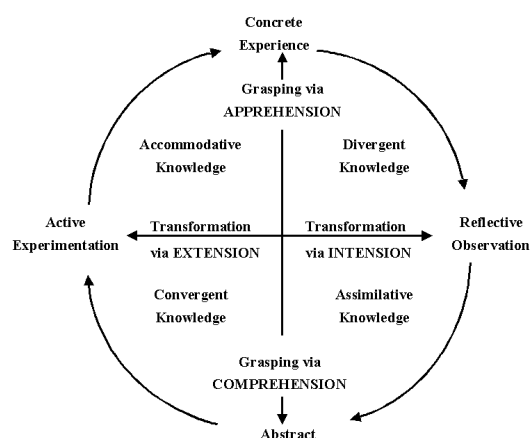 Concrete
Experience
Grasping via
APPREHENSION
Accommodative
Knowledge
Divergent
Knowledge
Active
Experimentation
Transformation
via EXTENSION
Transformation
via INTENSION
Reflective
Observation
Convergent
Knowledge
Assimilative
Knowledge
Grasping via
COMPREHENSION
Abstract